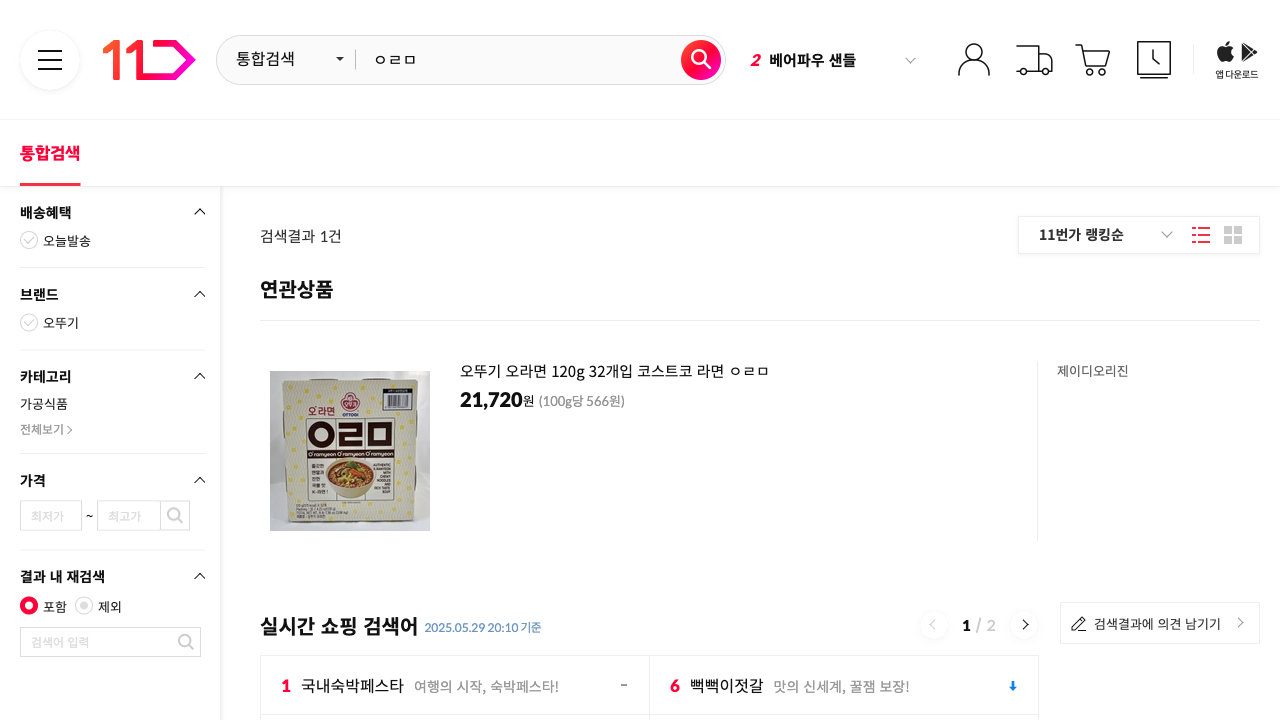 11
통합검색
ㅇㄹㅁ
2 베어파우 샌들
앱 다운로드
통합검색
배송혜택
오늘발송
브랜드
오뚜기
카테고리
가공식품
전체보기
가격
최저가 ~ 최고가
결과 내 재검색
포함 제외
검색어 입력
검색결과 1건
11번가 랭킹순
연관상품
오라면
OTTOGI
ㅇㄹㅁ
오뚜기 오라면 120g 32개입 코스트코 라면 ㅇㄹㅁ
21,720원 (100g당 566원)
제이디오리진
실시간 쇼핑 검색어 2025.05.29 20:10 기준
1 / 2
검색결과에 의견 남기기
1 국내숙박페스타 여행의 시작, 숙박페스타!
6 뻑뻑이젓갈 맛의 신세계, 꿀잼 보장!